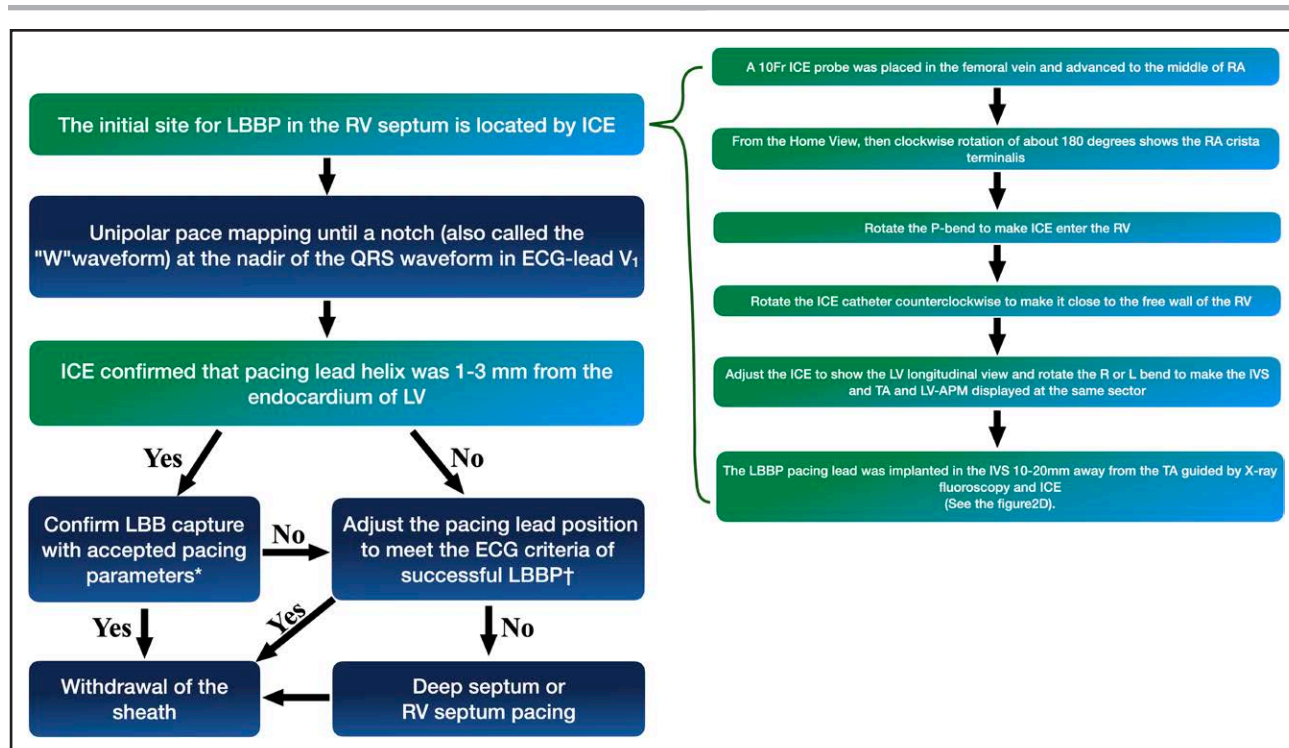 The initial site for LBBP in the RV septum is located by ICE
Unipolar pace mapping until a notch (also called the
"W"waveform) at the nadir of the QRS waveform in ECG-lead V₁
ICE confirmed that pacing lead helix was 1-3 mm from the
endocardium of LV
Yes
No
Confirm LBB capture
with accepted pacing
parameters*
No
Adjust the pacing lead position
to meet the ECG criteria of
successful LBBP†
Yes
Yes
No
Withdrawal of the
sheath
Deep septum or
RV septum pacing
A 10Fr ICE probe was placed in the femoral vein and advanced to the middle of RA
From the Home View, then clockwise rotation of about 180 degrees shows the RA crista
terminalis
Rotate the P-bend to make ICE enter the RV
Rotate the ICE catheter counterclockwise to make it close to the free wall of the RV
Adjust the ICE to show the LV longitudinal view and rotate the R or L bend to make the IVS
and TA and LV-APM displayed at the same sector
The LBBP pacing lead was implanted in the IVS 10-20mm away from the TA guided by X-ray
fluoroscopy and ICE
(See the figure2D).